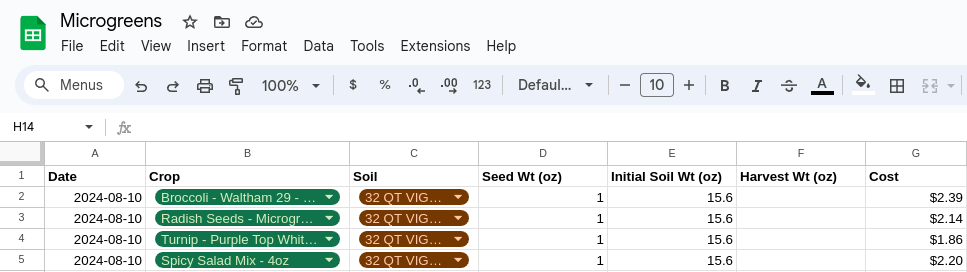 Microgreens
File Edit View Insert Format Data Tools Extensions Help
Menus 100% $ % .0 .00 123 Defaul... 10 B I A
H14 fx
A B C D E F G
1 Date Crop Soil Seed Wt (oz) Initial Soil Wt (oz) Harvest Wt (oz) Cost
2 2024-08-10 Broccoli - Waltham 29 - ... 32 QT VIG... 1 15.6 $2.39
3 2024-08-10 Radish Seeds - Microgr... 32 QT VIG... 1 15.6 $2.14
4 2024-08-10 Turnip - Purple Top Whit... 32 QT VIG... 1 15.6 $1.86
5 2024-08-10 Spicy Salad Mix - 4oz 32 QT VIG... 1 15.6 $2.20